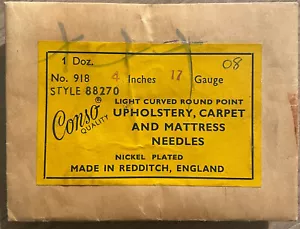 1 Doz. 08
No. 918 4 Inches 17 Gauge
STYLE 88270
LIGHT CURVED ROUND POINT
Conso ® UPHOLSTERY, CARPET
QUALITY AND MATTRESS
NEEDLES
NICKEL PLATED
MADE IN REDDITCH, ENGLAND